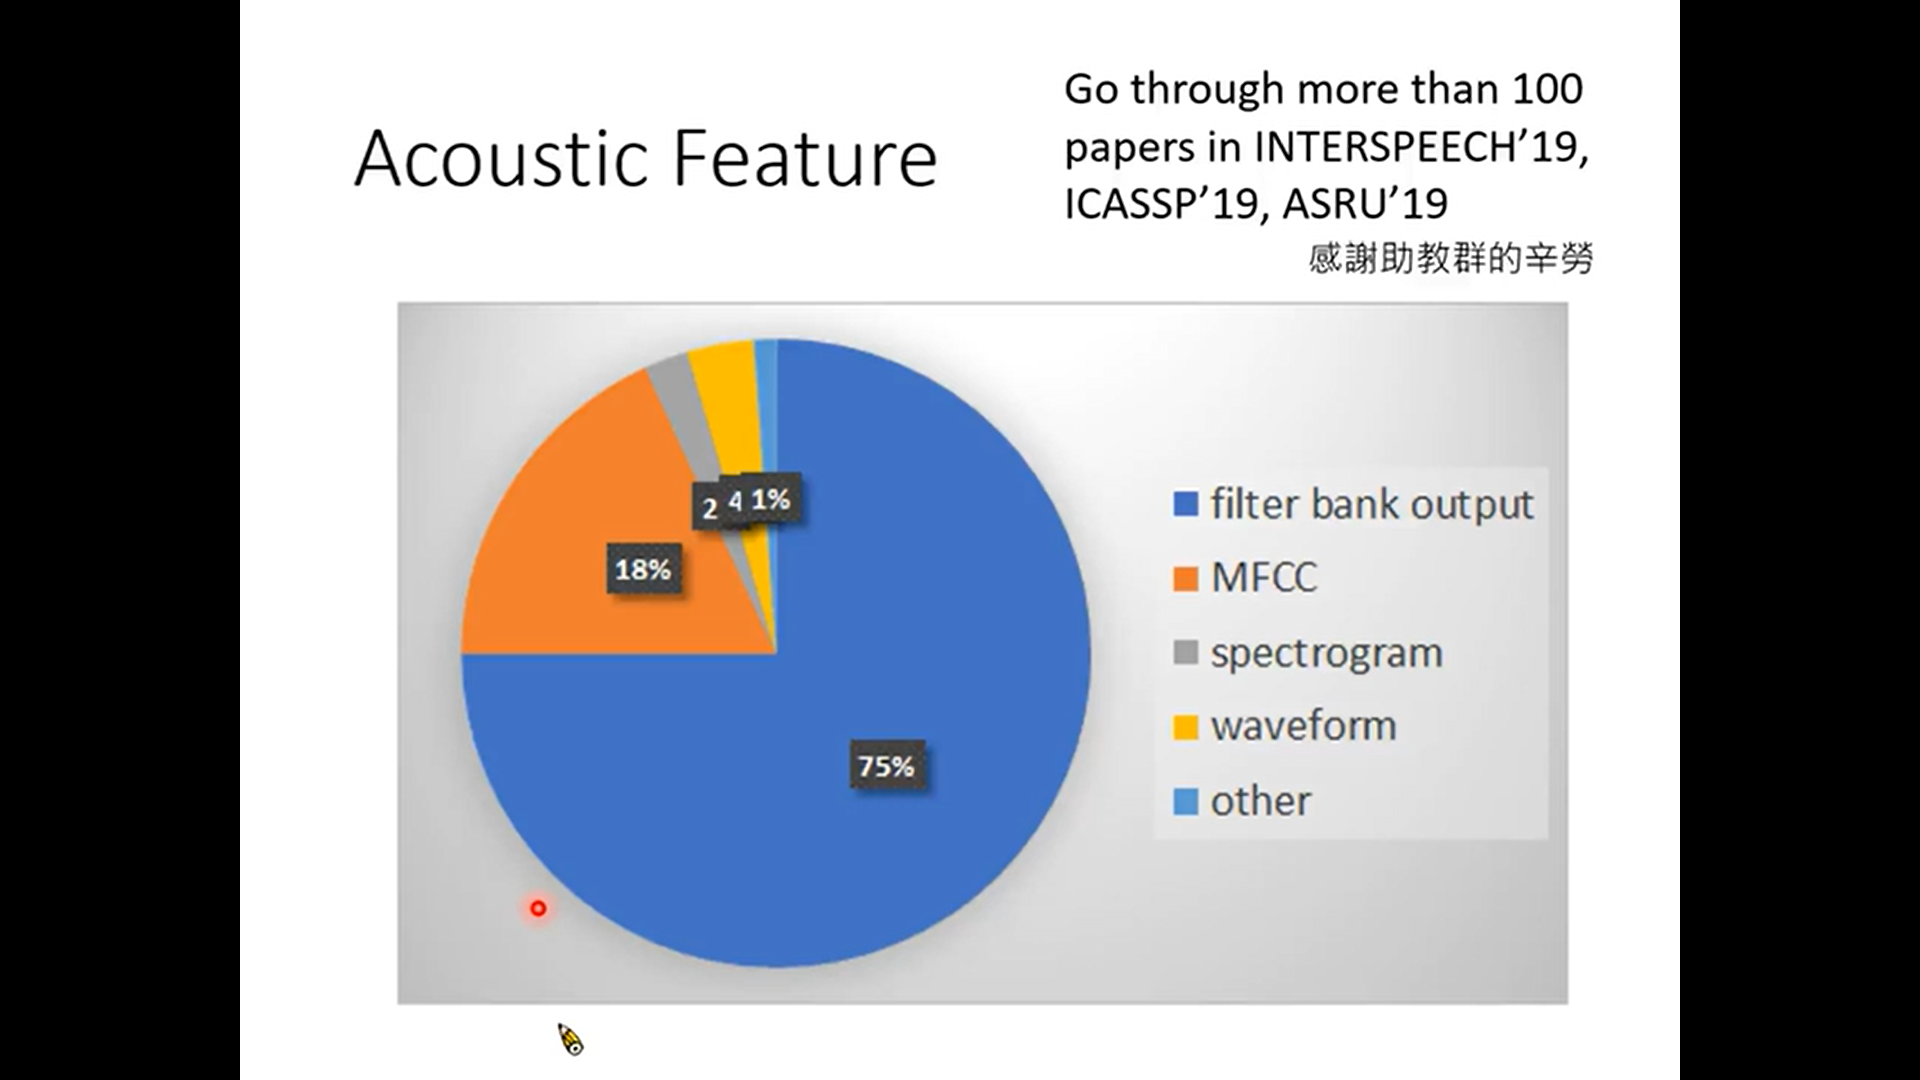 Acoustic Feature
Go through more than 100
papers in INTERSPEECH’19,
ICASSP’19, ASRU’19
感謝助教群的辛勞
2
4
1%
18%
75%
filter bank output
MFCC
spectrogram
waveform
other